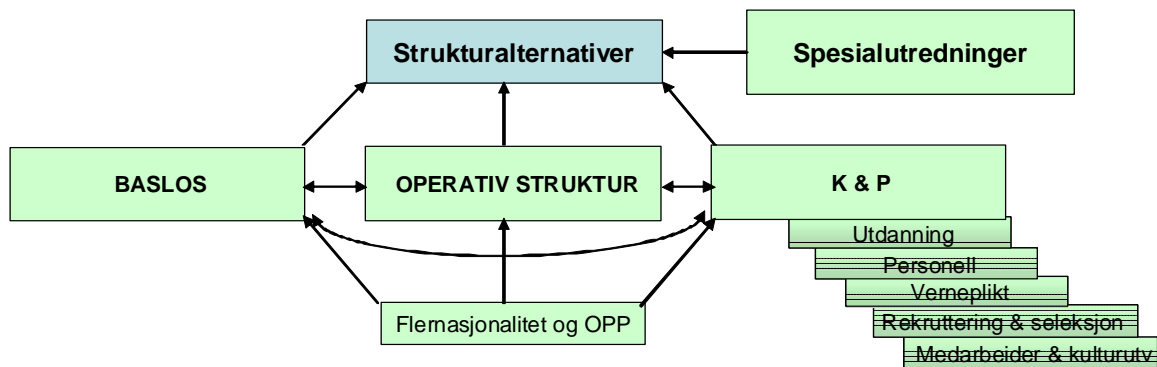 Strukturalternativer
Spesialutredninger
BASLOS
OPERATIV STRUKTUR
K & P
Utdanning
Personell
Verneplikt
Rekruttering & seleksjon
Medarbeider & kulturutv
Flernasjonalitet og OPP